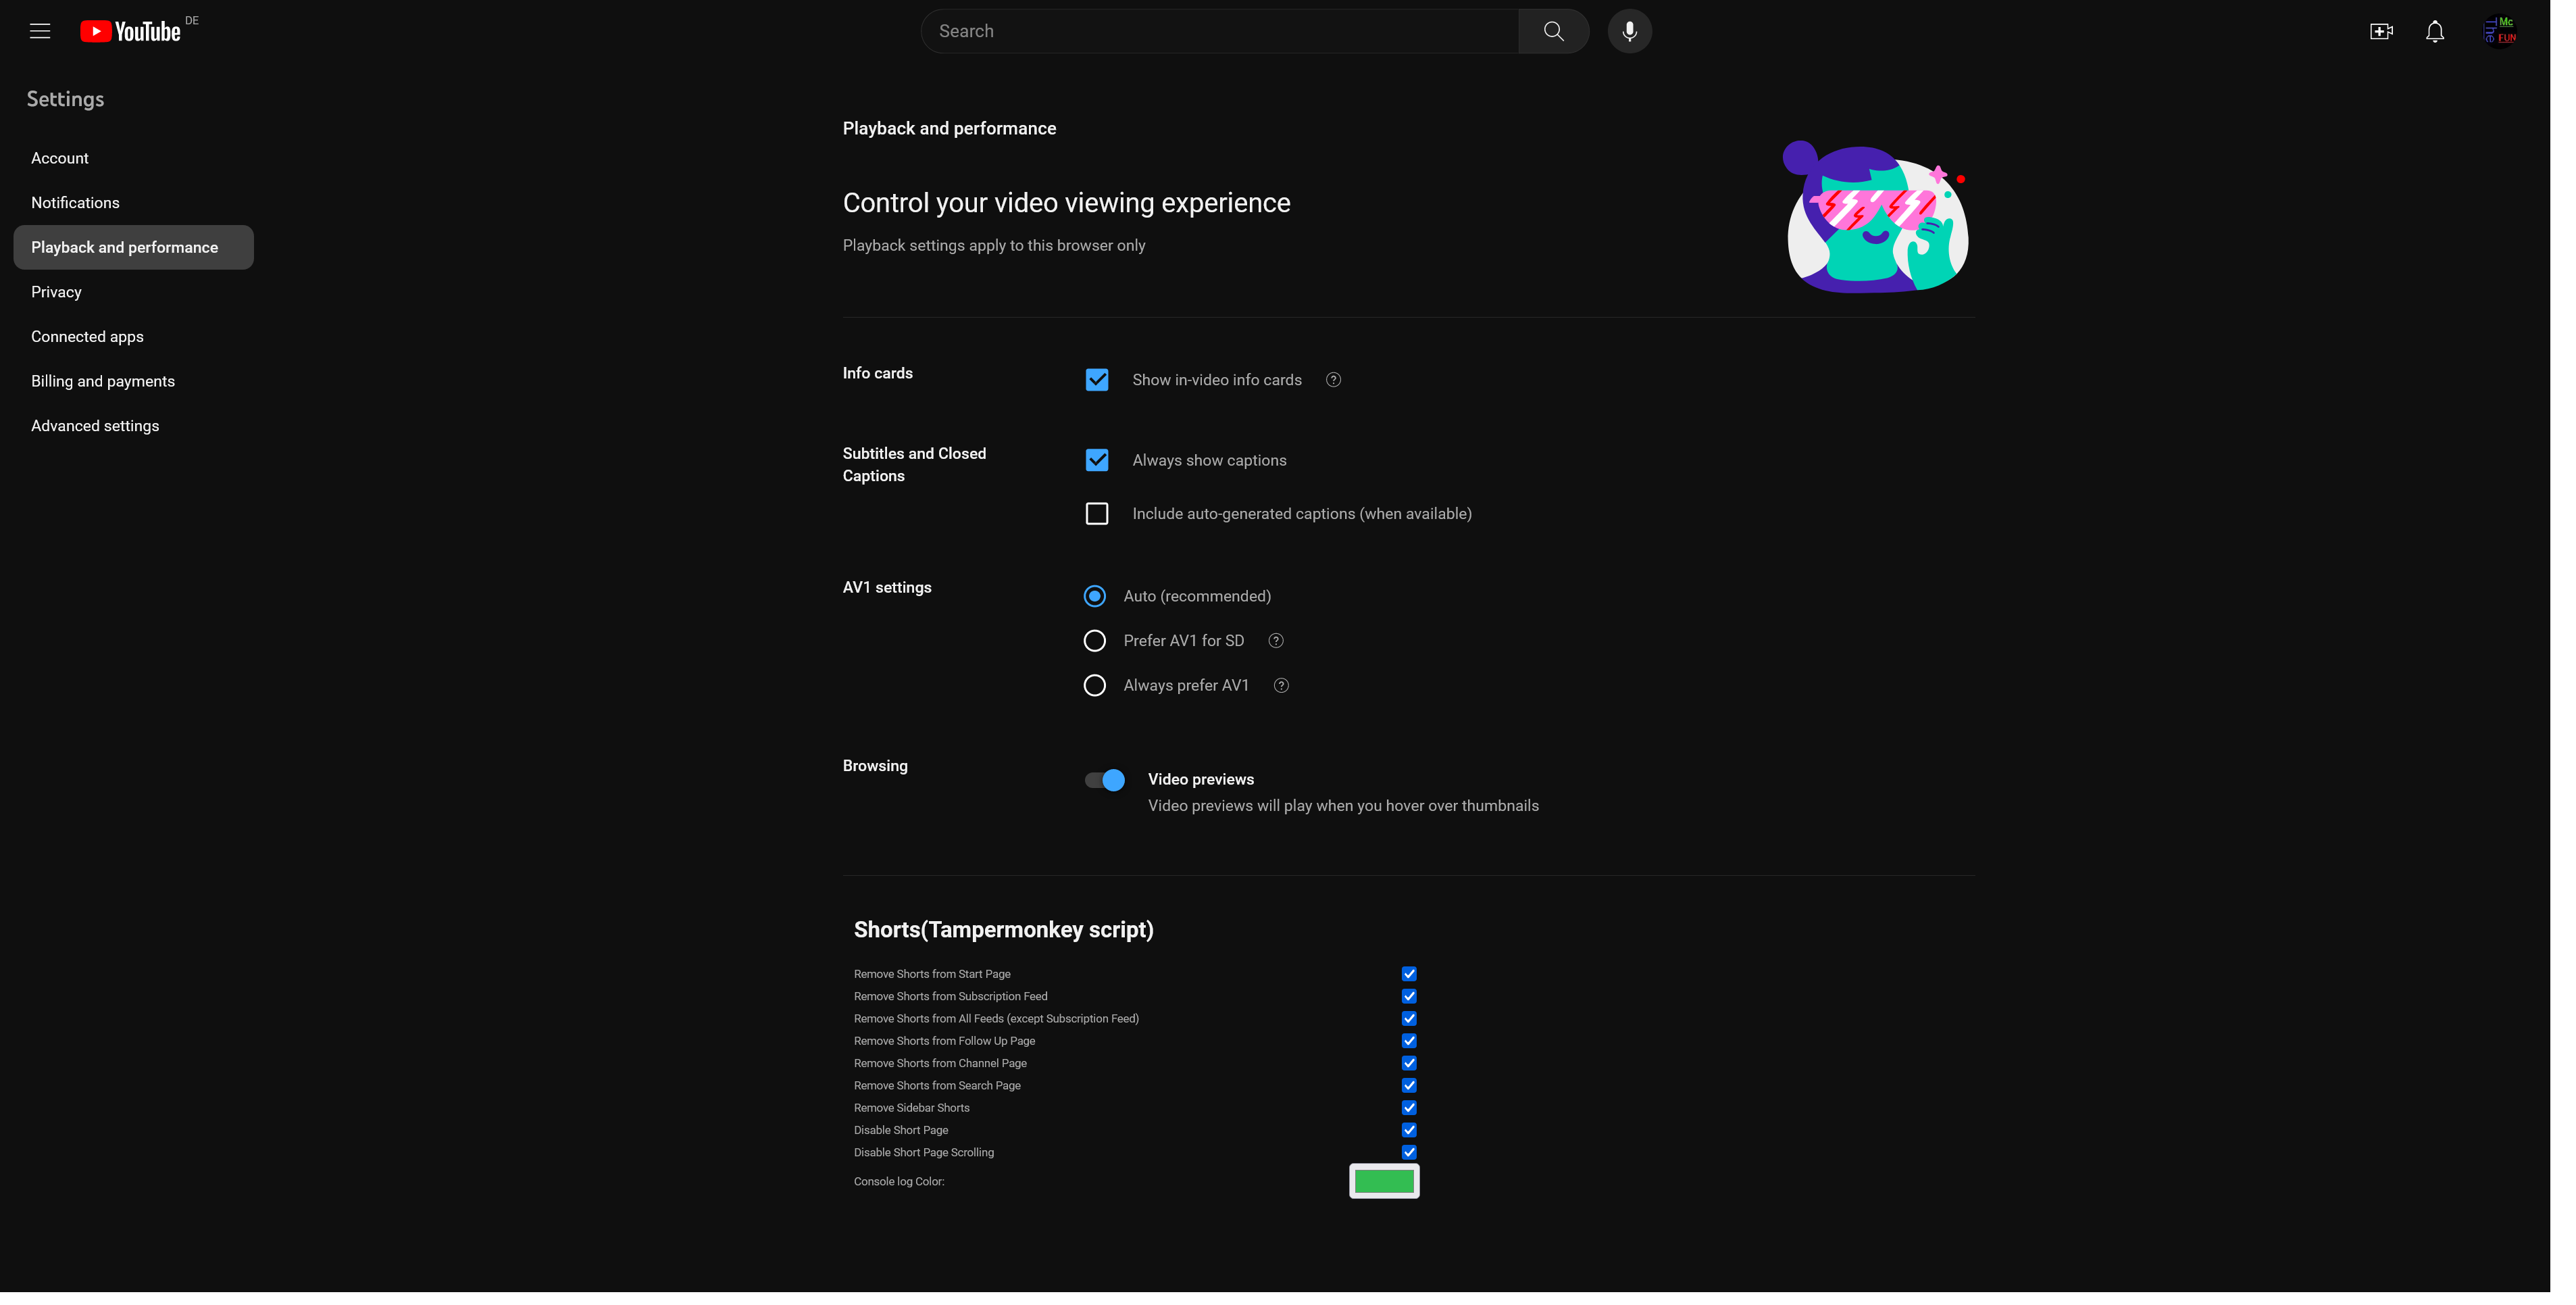 YouTube DE
Search
Mc
The
FUN
Settings
Account
Notifications
Playback and performance
Privacy
Connected apps
Billing and payments
Advanced settings
Playback and performance
Control your video viewing experience
Playback settings apply to this browser only
Info cards
Show in-video info cards
Subtitles and Closed
Captions
Always show captions
Include auto-generated captions (when available)
AV1 settings
Auto (recommended)
Prefer AV1 for SD
Always prefer AV1
Browsing
Video previews
Video previews will play when you hover over thumbnails
Shorts(Tampermonkey script)
Remove Shorts from Start Page
Remove Shorts from Subscription Feed
Remove Shorts from All Feeds (except Subscription Feed)
Remove Shorts from Follow Up Page
Remove Shorts from Channel Page
Remove Shorts from Search Page
Remove Sidebar Shorts
Disable Short Page
Disable Short Page Scrolling
Console log Color: